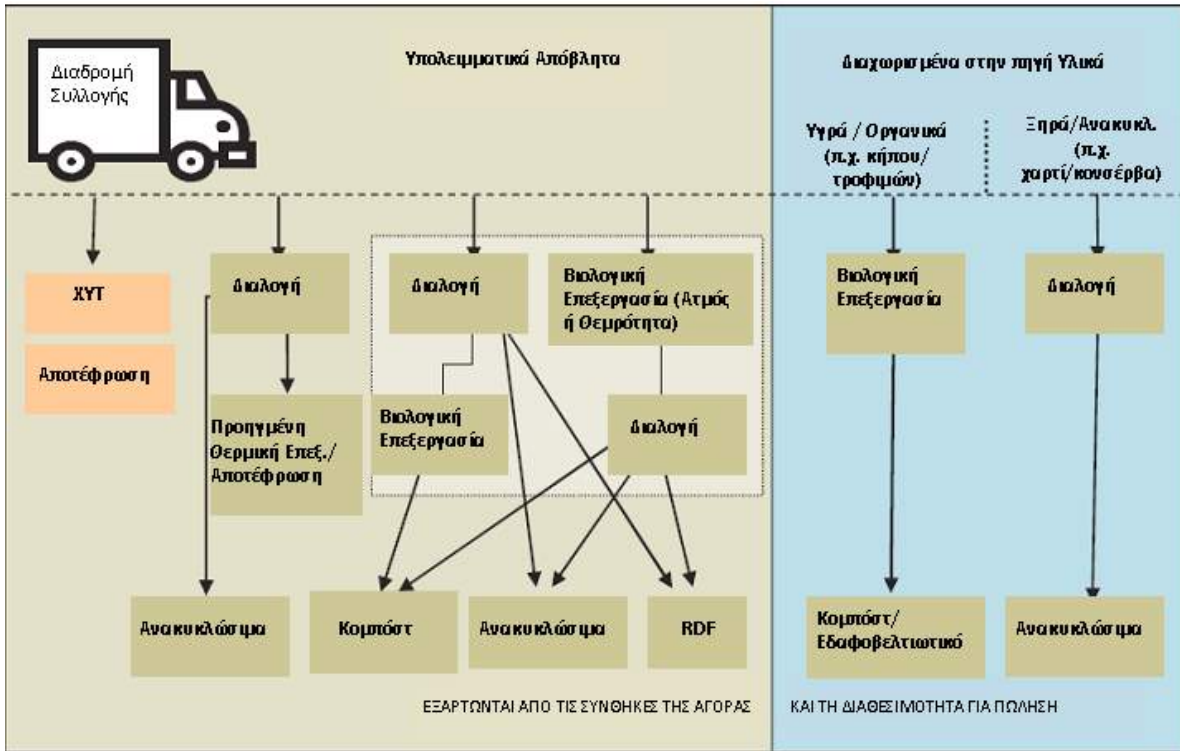 Διαδρομή
Συλλογής
Υπολειμματικά Απόβλητα
Διαχωρισμένα στην πηγή Υλικά
Υγρά / Οργανικά
(π.χ. κήπου/
τροφιμών)
Ξηρά/Ανακυκλ.
(π.χ.
χαρτί/κονσέρβα)
ΧΥΤ
Αποτέφρωση
Διαλογή
Προηγμένη
Θερμική Επεξ./
Αποτέφρωση
Διαλογή
Βιολογική
Επεξεργασία (Ατμός
ή Θεμρότητα)
Βιολογική
Επεξεργασία
Διαλογή
Βιολογική
Επεξεργασία
Διαλογή
Ανακυκλώσιμα
Κομπόστ
Ανακυκλώσιμα
RDF
Κομπόστ/
Εδαφοβελτιωτικό
Ανακυκλώσιμα
ΕΞΑΡΤΩΝΤΑΙ ΑΠΟ ΤΙΣ ΣΥΝΘΗΚΕΣ ΤΗΣ ΑΓΟΡΑΣ
ΚΑΙ ΤΗ ΔΙΑΘΕΣΙΜΟΤΗΤΑ ΓΙΑ ΠΩΛΗΣΗ